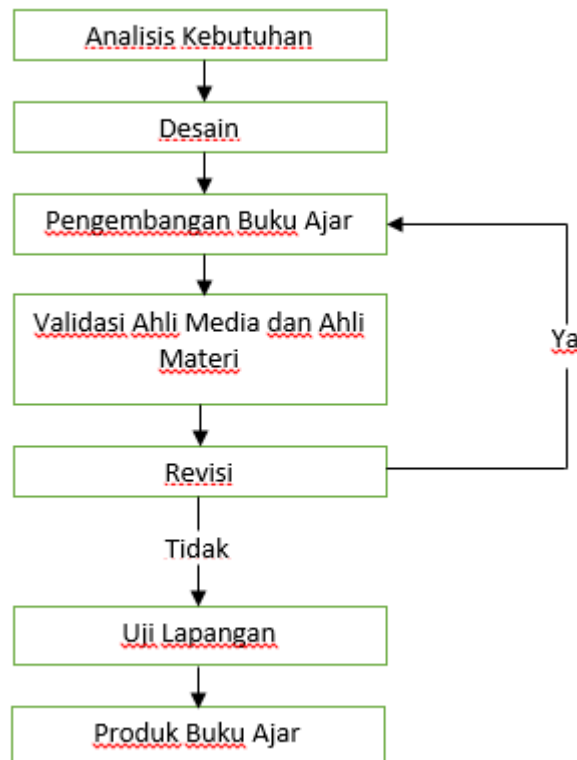 Analisis Kebutuhan
Desain
Pengembangan Buku Ajar
Validasi Ahli Media dan Ahli
Materi
Ya
Revisi
Tidak
Uji Lapangan
Produk Buku Ajar